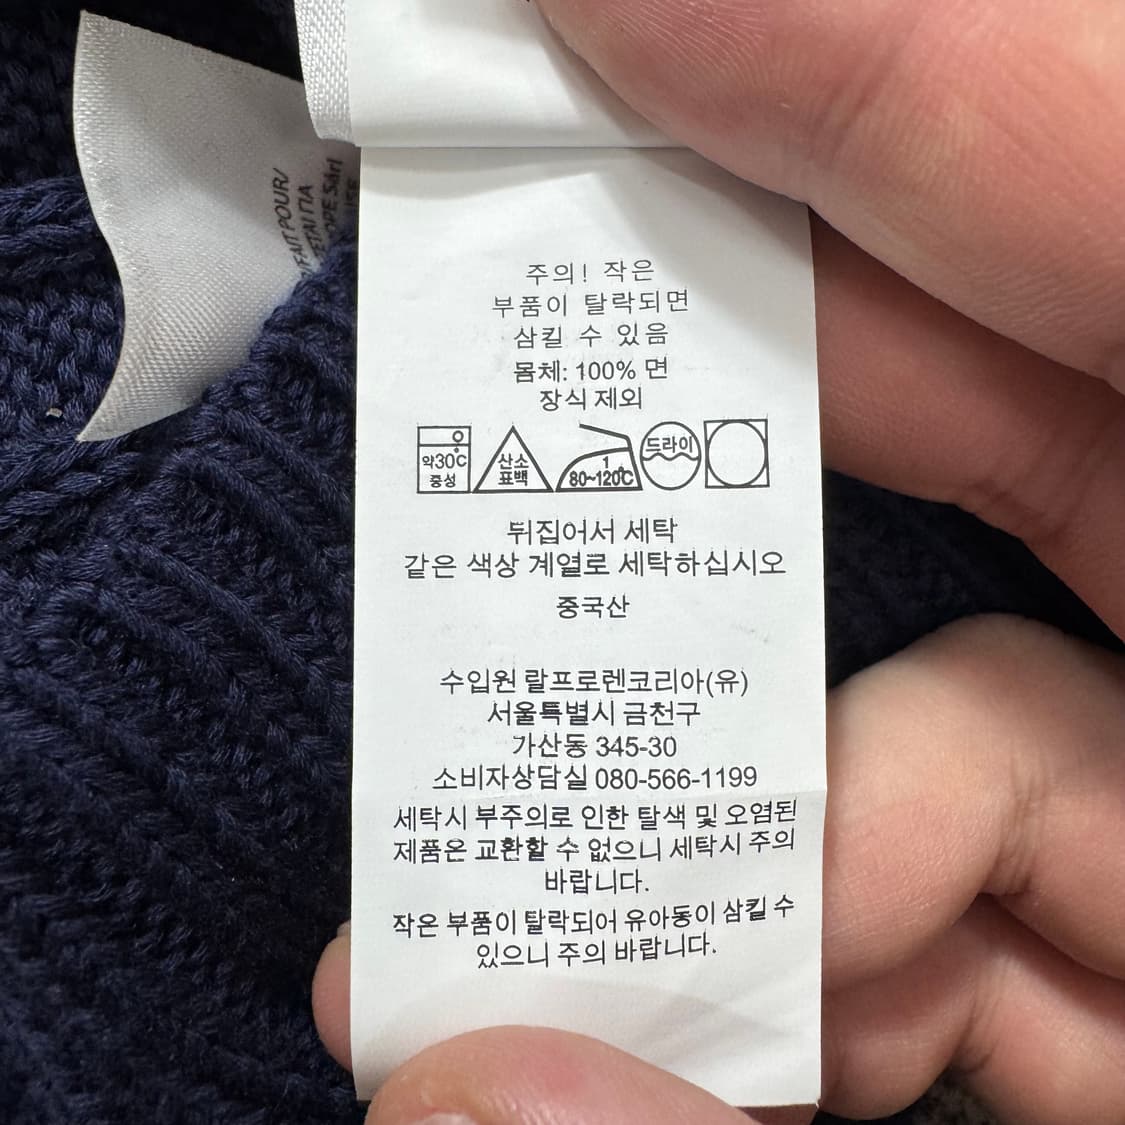 FAIT POUR/
주의! 작은
부품이 탈락되면
삼킬 수 있음
몸체: 100% 면
장식 제외
약30℃
중성
산소
표백
1
80~120℃
드라이
뒤집어서 세탁
같은 색상 계열로 세탁하십시오
중국산
수입원 랄프로렌코리아(유)
서울특별시 금천구
가산동 345-30
소비자상담실 080-566-1199
세탁시 부주의로 인한 탈색 및 오염된
제품은 교환할 수 없으니 세탁시 주의
바랍니다.
작은 부품이 탈락되어 유아동이 삼킬 수
있으니 주의 바랍니다.